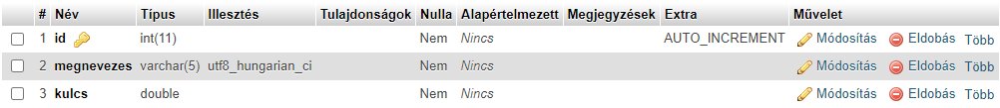 # Név Típus Illesztés Tulajdonságok Nulla Alapértelmezett Megjegyzések Extra Művelet
1 id int(11) Nem Nincs AUTO_INCREMENT Módosítás Eldobás Több
2 megnevezes varchar(5) utf8_hungarian_ci Nem Nincs Módosítás Eldobás Több
3 kulcs double Nem Nincs Módosítás Eldobás Több